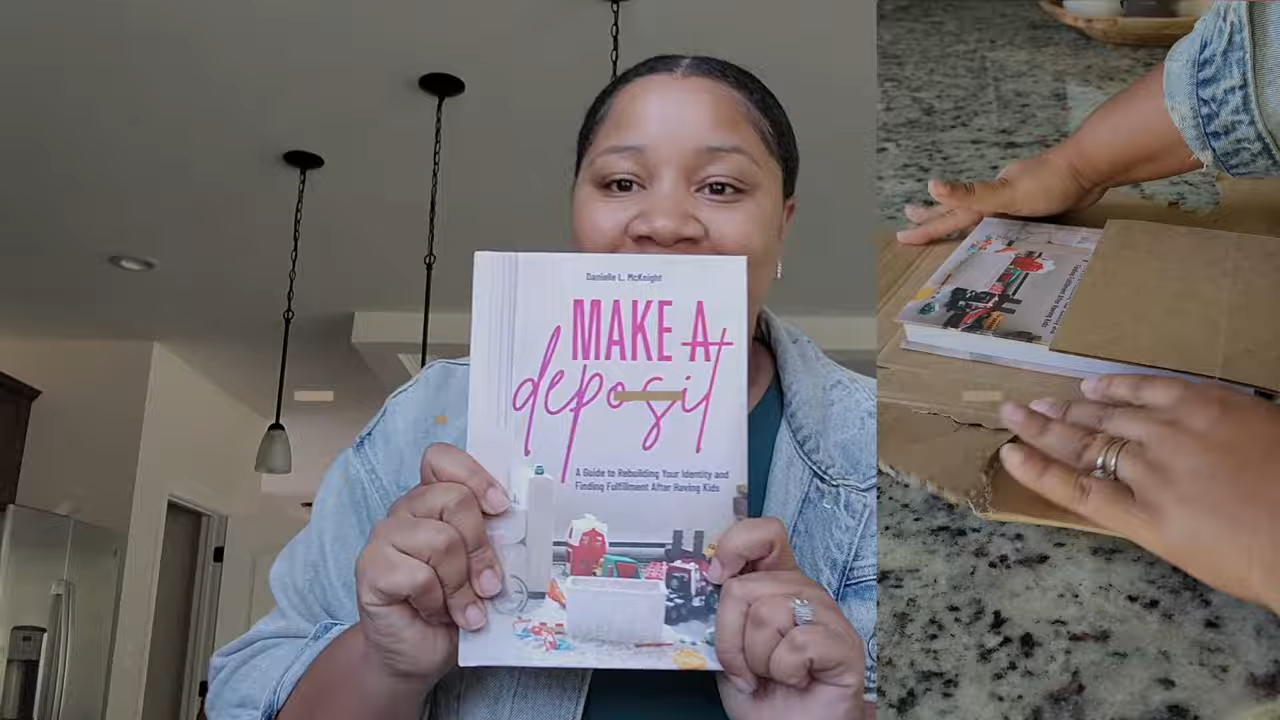 Danielle L. McKnight
MAKE A
deposit
A Guide to Rebuilding Your Identity and
Finding Fulfillment After Having Kids